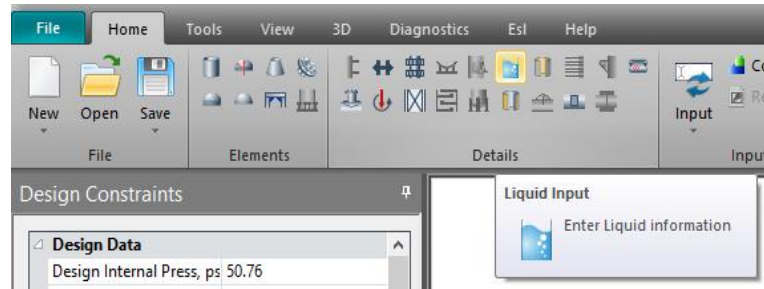 File Home Tools View 3D Diagnostics Esl Help
New Open Save Input
File Elements Details Inpu
Design Constraints
Liquid Input
Enter Liquid information
Design Data
Design Internal Press, ps 50.76